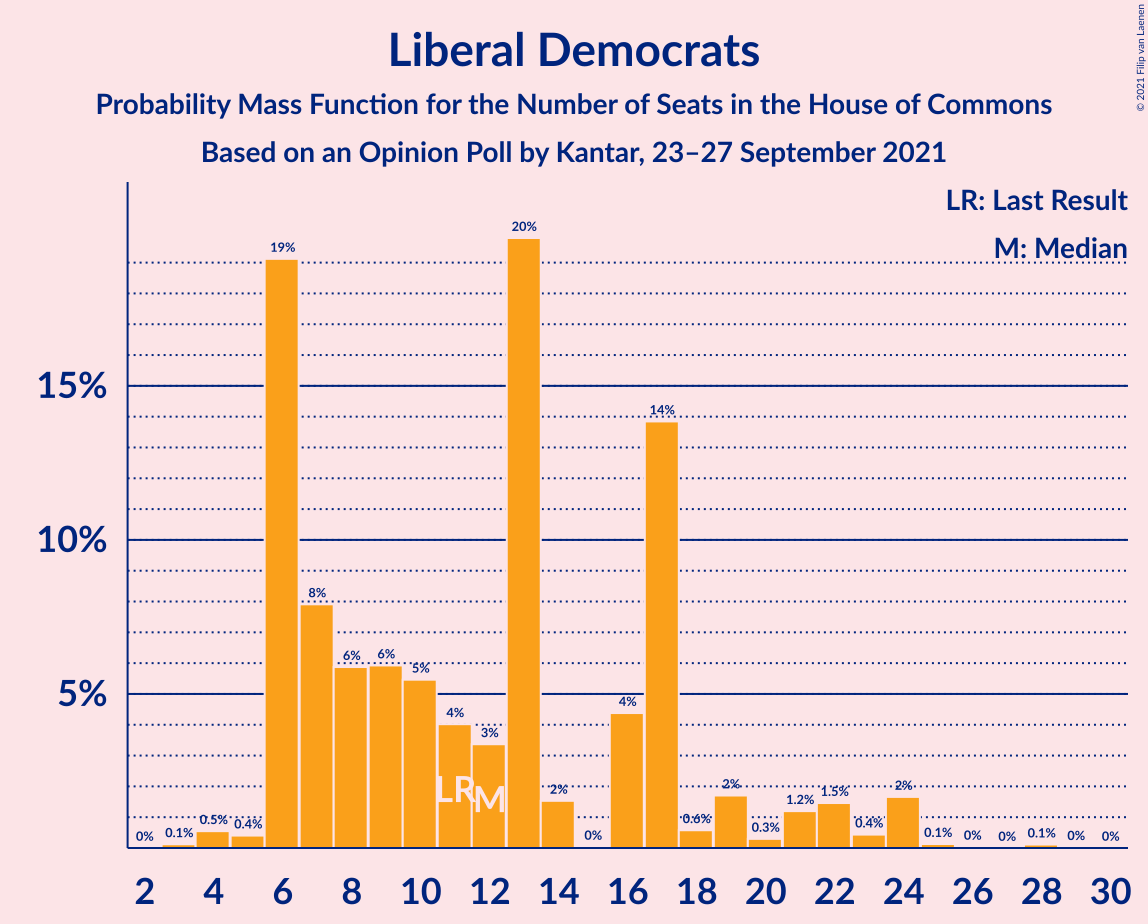 Liberal Democrats
Probability Mass Function for the Number of Seats in the House of Commons
Based on an Opinion Poll by Kantar, 23–27 September 2021
© 2021 Filip van Laenen
LR: Last Result
M: Median
15%
10%
5%
0% 0.1% 0.5% 0.4% 19% 8% 6% 6% 5% 4% 3% 20% 2% 0% 4% 14% 0.6% 2% 0.3% 1.2% 1.5% 0.4% 2% 0.1% 0% 0% 0.1% 0% 0%
LR M
2 4 6 8 10 12 14 16 18 20 22 24 26 28 30